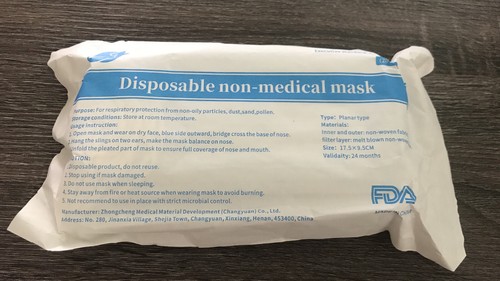 Disposable non-medical mask
Purpose: For respiratory protection from non-oily particles, dust,sand,pollen.
Storage conditions: Store at room temperature.
Usage Instruction:
1. Open mask and wear on dry face, blue side outward, bridge cross the base of nose.
Hang the slings on two ears, make the mask balance on nose.
Unfold the pleated part of mask to ensure full coverage of nose and mouth.
Disposable product, do not reuse.
2. Stop using if mask damaged.
3. Do not use mask when sleeping.
4. Stay away from fire or heat source when wearing mask to avoid burning.
5. Not recommend to use in place with strict microbial control.
Manufacturer: Zhongcheng Medical Material Development (Changyuan) Co., Ltd.
Address: No. 280, Jinanxia Village, Shejia Town, Changyuan, Xinxiang, Henan, 453400, China
Type: Planar type
Materials:
Inner and outer: non-woven
Filter layer: melt blown non-woven
Size: 17.5×9.5CM
Validaity: 24 months
FDA